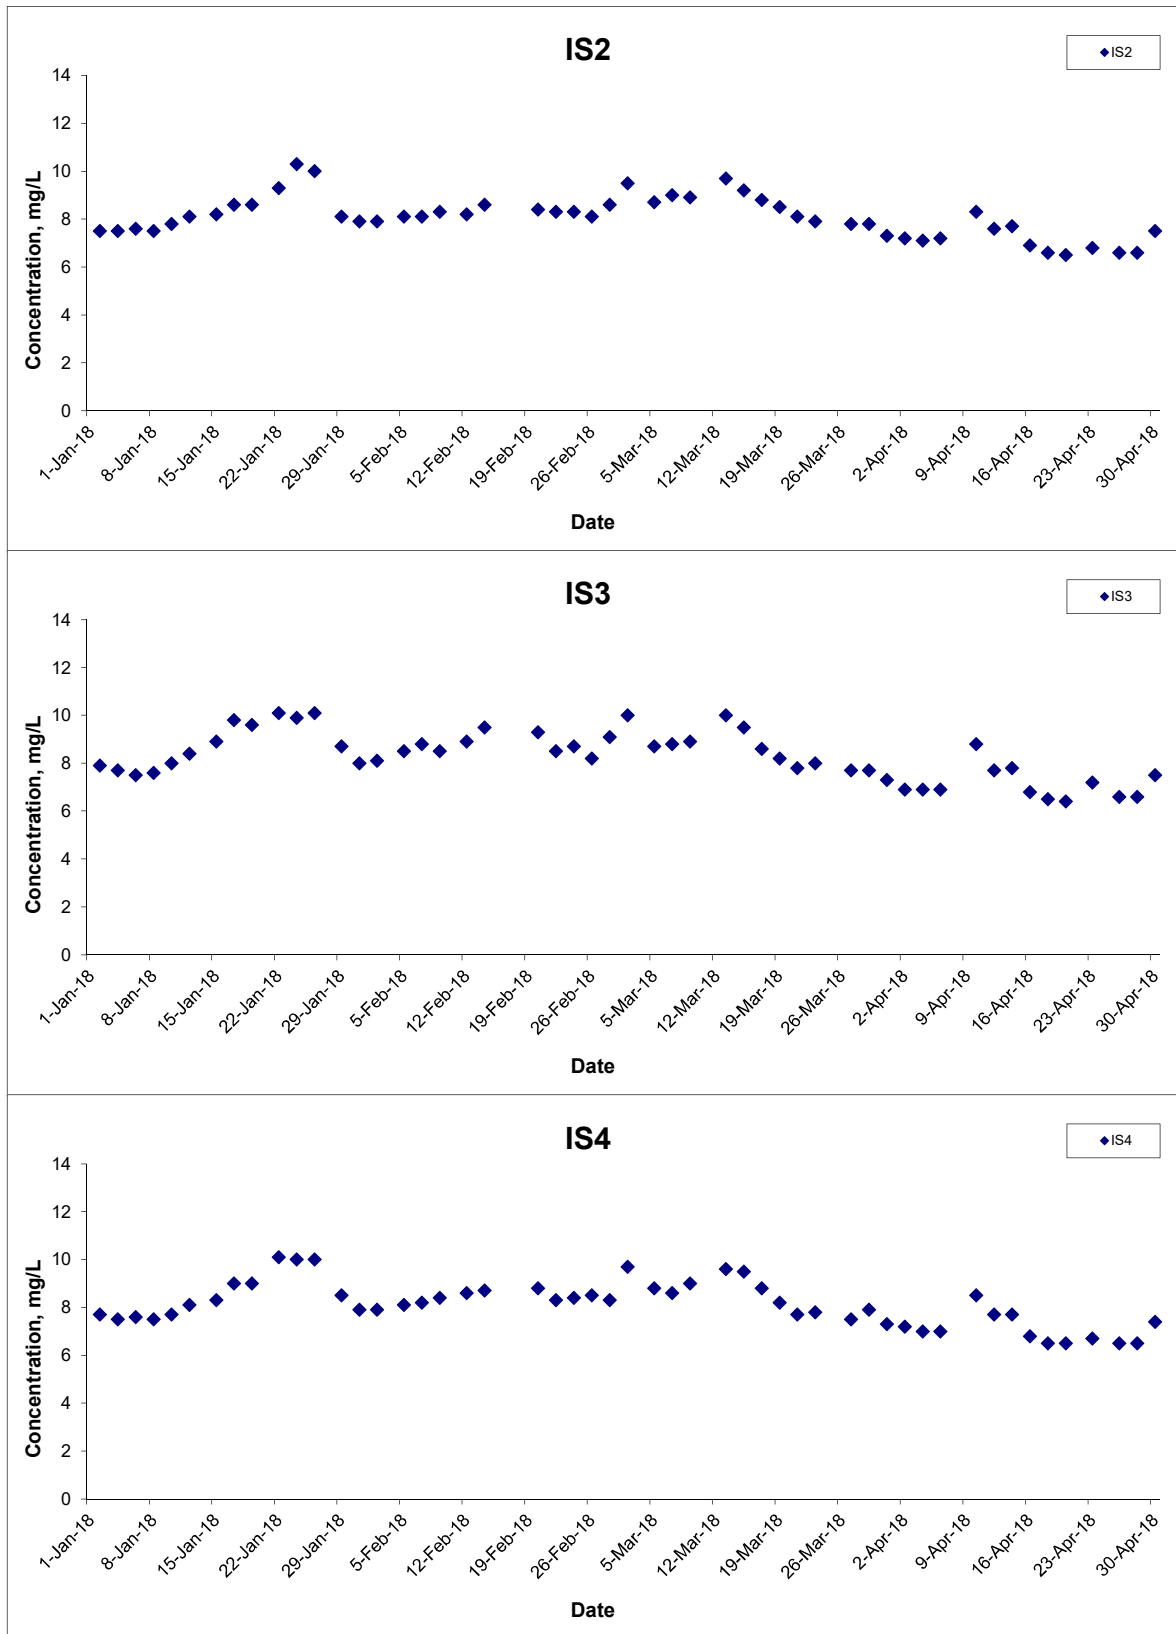 IS2
IS2
Concentration, mg/L
14
12
10
8
6
4
2
0
1-Jan-18
8-Jan-18
15-Jan-18
22-Jan-18
29-Jan-18
5-Feb-18
12-Feb-18
19-Feb-18
26-Feb-18
5-Mar-18
12-Mar-18
19-Mar-18
26-Mar-18
2-Apr-18
9-Apr-18
16-Apr-18
23-Apr-18
30-Apr-18
Date
IS3
IS3
Concentration, mg/L
14
12
10
8
6
4
2
0
1-Jan-18
8-Jan-18
15-Jan-18
22-Jan-18
29-Jan-18
5-Feb-18
12-Feb-18
19-Feb-18
26-Feb-18
5-Mar-18
12-Mar-18
19-Mar-18
26-Mar-18
2-Apr-18
9-Apr-18
16-Apr-18
23-Apr-18
30-Apr-18
Date
IS4
IS4
Concentration, mg/L
14
12
10
8
6
4
2
0
1-Jan-18
8-Jan-18
15-Jan-18
22-Jan-18
29-Jan-18
5-Feb-18
12-Feb-18
19-Feb-18
26-Feb-18
5-Mar-18
12-Mar-18
19-Mar-18
26-Mar-18
2-Apr-18
9-Apr-18
16-Apr-18
23-Apr-18
30-Apr-18
Date